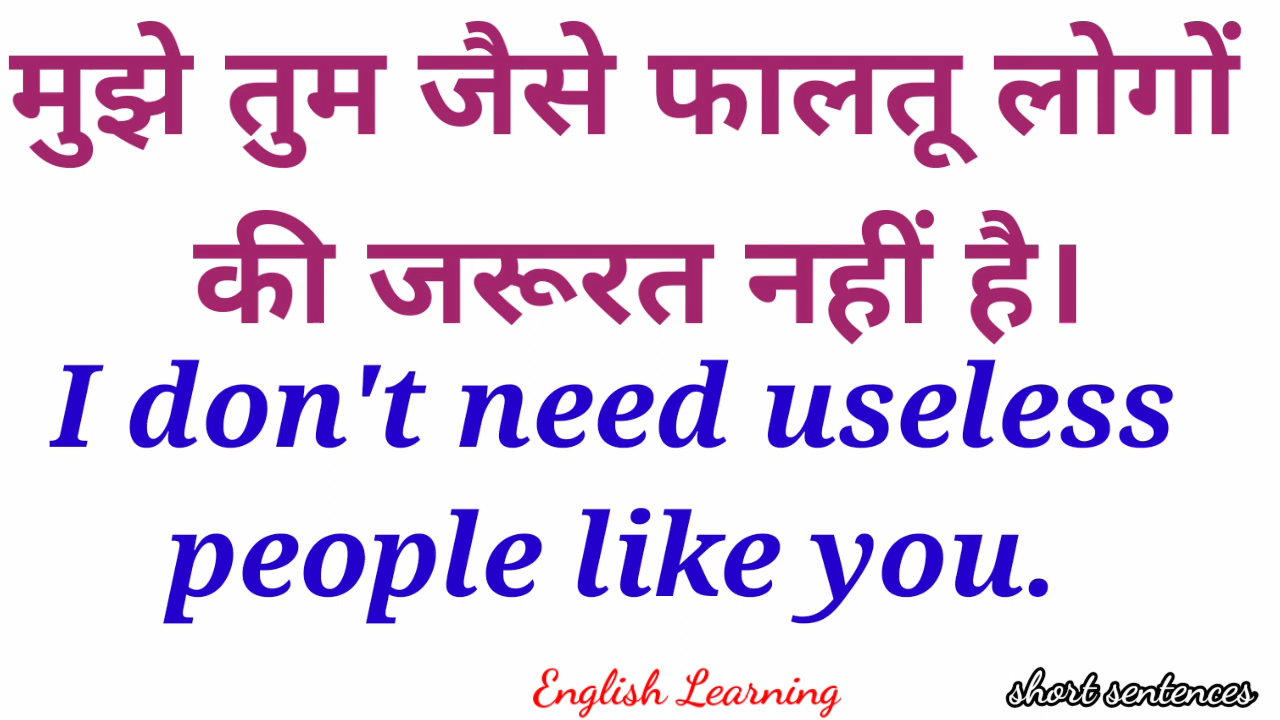 मुझे तुम जैसे फालतू लोगों
की जरूरत नहीं है।
I don't need useless
people like you.
English Learning
short sentences